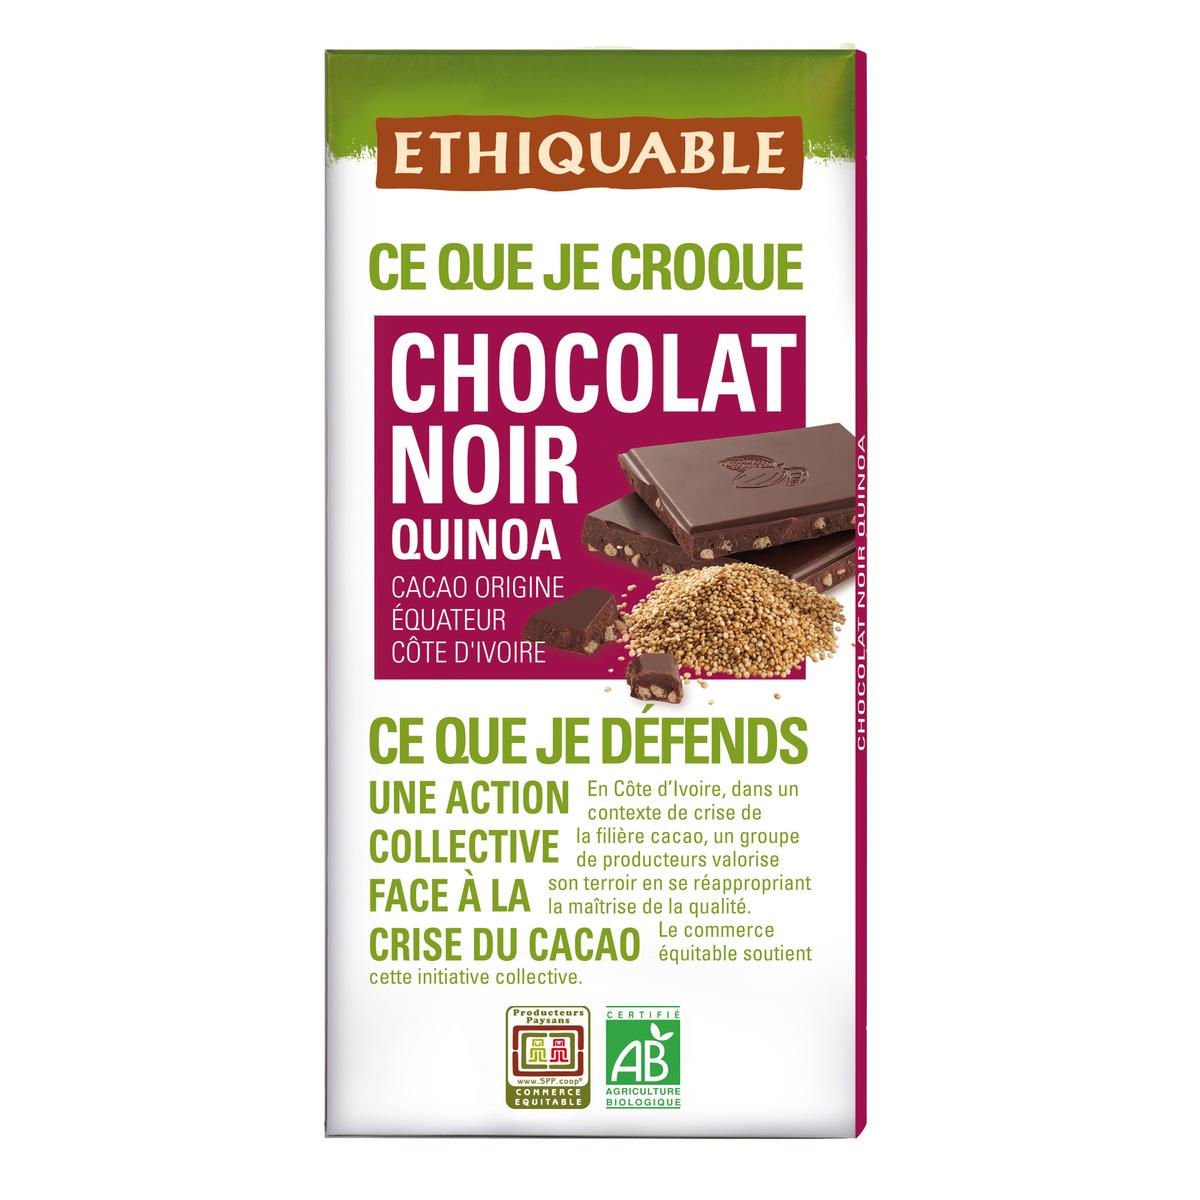 ETHIQUABLE
CE QUE JE CROQUE
CHOCOLAT
NOIR
QUINOA
CACAO ORIGINE
ÉQUATEUR
CÔTE D'IVOIRE
CHOCOLAT NOIR QUINOA
CE QUE JE DÉFENDS
UNE ACTION
COLLECTIVE
FACE À LA
CRISE DU CACAO
En Côte d'Ivoire, dans un
contexte de crise de
la filière cacao, un groupe
de producteurs valorise
son terroir en se réappropriant
la maîtrise de la qualité.
Le commerce
équitable soutient
cette initiative collective.
Producteurs
Paysans
www.SPP.coop®
COMMERCE
EQUITABLE
CERTIFIÉ
AB
AGRICULTURE
BIOLOGIQUE